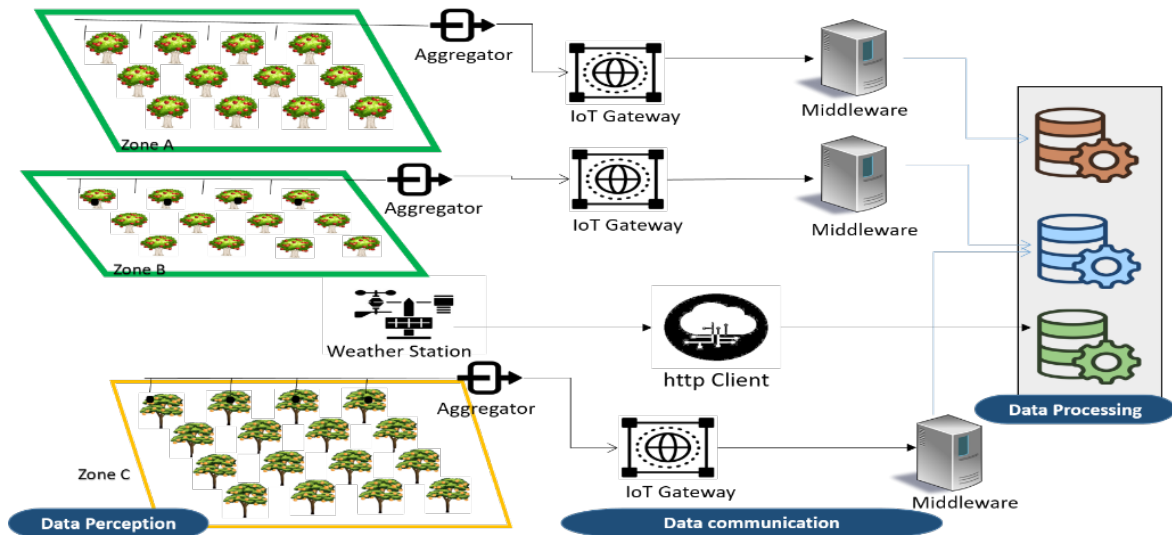 Aggregator
IoT Gateway
Middleware
Zone A
Aggregator
IoT Gateway
Middleware
Zone B
Weather Station
http Client
Aggregator
Data Processing
Zone C
IoT Gateway
Middleware
Data Perception
Data communication